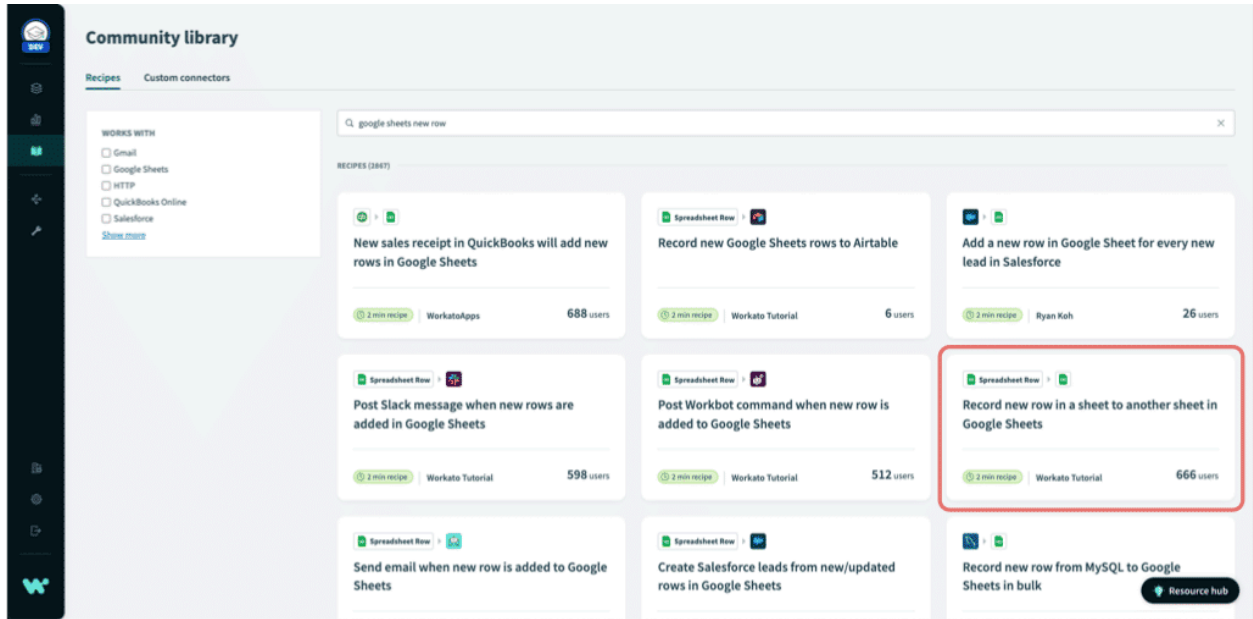 DEV
Community library
Recipes
Custom connectors
WORKS WITH
Gmail
Google Sheets
HTTP
QuickBooks Online
Salesforce
Show more
google sheets new row
RECIPES (2867)
New sales receipt in QuickBooks will add new
rows in Google Sheets
2 min recipe
WorkatoApps
688 users
Spreadsheet Row
Record new Google Sheets rows to Airtable
2 min recipe
Workato Tutorial
6 users
Add a new row in Google Sheet for every new
lead in Salesforce
2 min recipe
Ryan Koh
26 users
Spreadsheet Row
Post Slack message when new rows are
added in Google Sheets
2 min recipe
Workato Tutorial
598 users
Spreadsheet Row
Post Workbot command when new row is
added to Google Sheets
2 min recipe
Workato Tutorial
512 users
Spreadsheet Row
Record new row in a sheet to another sheet in
Google Sheets
2 min recipe
Workato Tutorial
666 users
Spreadsheet Row
Send email when new row is added to Google
Sheets
Spreadsheet Row
Create Salesforce leads from new/updated
rows in Google Sheets
Record new row from MySQL to Google
Sheets in bulk
Resource hub